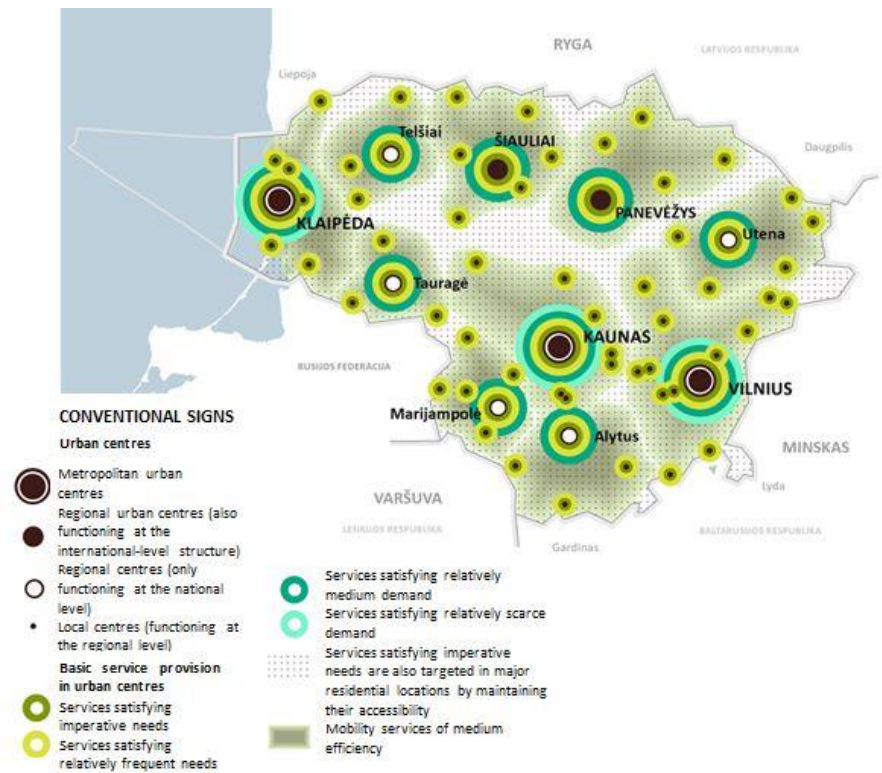 RYGA
LATVIJOS RESPUBLIKA
Liepoja
Telšiai
ŠIAULIAI
Daugpilis
KLAIPĖDA
PANEVĖŽYS
Utena
Tauragė
KAUNAS
RUSIJOS FEDERACIJA
VILNIUS
Marijampolė
Alytus
MINSKAS
VARŠUVA
Lyda
LENKIJOS RESPUBLIKA
BALTARUSIJOS RESPUBLIKA
Gardinas
CONVENTIONAL SIGNS
Urban centres
Metropolitan urban
centres
Regional urban centres (also
functioning at the
international-level structure)
Regional centres (only
functioning at the national
level)
Local centres (functioning at
the regional level)
Basic service provision
in urban centres
Services satisfying
imperative needs
Services satisfying
relatively frequent needs
Services satisfying relatively
medium demand
Services satisfying relatively scarce
demand
Services satisfying imperative
needs are also targeted in major
residential locations by maintaining
their accessibility
Mobility services of medium
efficiency